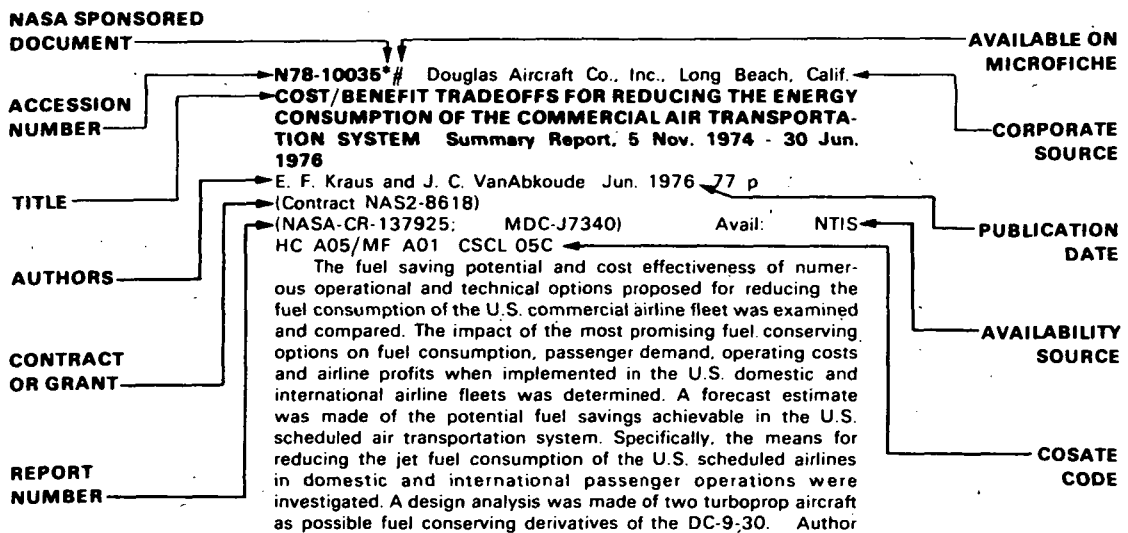 NASA SPONSORED
DOCUMENT
AVAILABLE ON
MICROFICHE
N78-10035*# Douglas Aircraft Co., Inc., Long Beach, Calif.
ACCESSION
NUMBER
COST/BENEFIT TRADEOFFS FOR REDUCING THE ENERGY
CONSUMPTION OF THE COMMERCIAL AIR TRANSPORTA-
TION SYSTEM Summary Report, 5 Nov. 1974 - 30 Jun.
1976
CORPORATE
SOURCE
TITLE
E. F. Kraus and J. C. VanAbkoude Jun. 1976 77 p
(Contract NAS2-8618)
(NASA-CR-137925; MDC-J7340) Avail: NTIS
HC A05/MF A01 CSCL 05C
PUBLICATION
DATE
AUTHORS
The fuel saving potential and cost effectiveness of numer-
ous operational and technical options proposed for reducing the
fuel consumption of the U.S. commercial airline fleet was examined
and compared. The impact of the most promising fuel conserving
options on fuel consumption, passenger demand, operating costs
and airline profits when implemented in the U.S. domestic and
international airline fleets was determined. A forecast estimate
was made of the potential fuel savings achievable in the U.S.
scheduled air transportation system. Specifically, the means for
reducing the jet fuel consumption of the U.S. scheduled airlines
in domestic and international passenger operations were
investigated. A design analysis was made of two turboprop aircraft
as possible fuel conserving derivatives of the DC-9-30. Author
AVAILABILITY
SOURCE
CONTRACT
OR GRANT
COSATE
CODE
REPORT
NUMBER